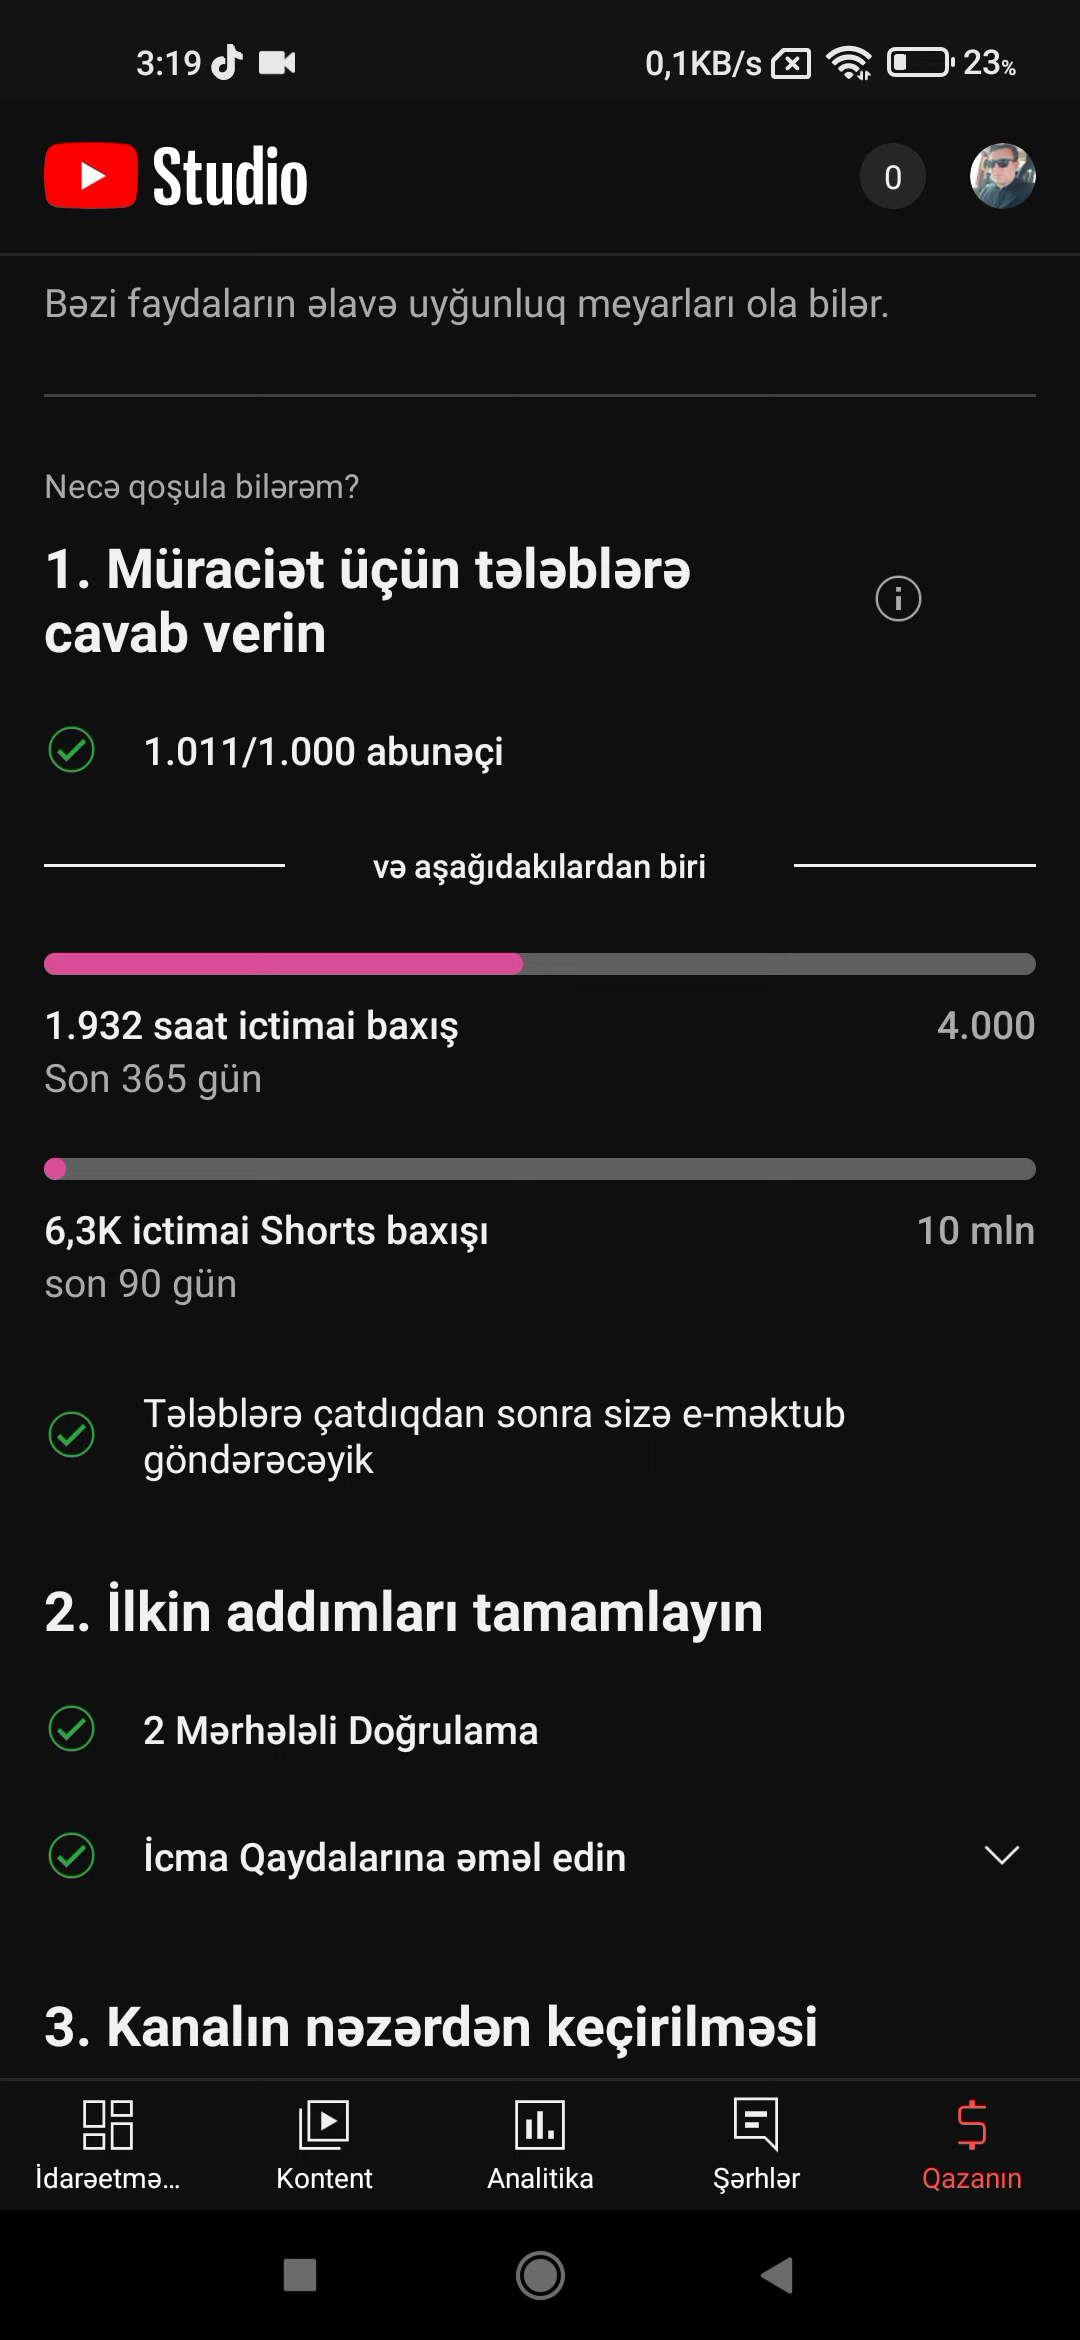 3:19 0,1KB/s 23%
Studio 0
Bəzi faydaların əlavə uyğunluq meyarları ola bilər.
Necə qoşula bilərəm?
1. Müraciət üçün tələblərə
cavab verin
1.011/1.000 abunəçi
və aşağıdakılardan biri
1.932 saat ictimai baxış 4.000
Son 365 gün
6,3K ictimai Shorts baxışı 10 mln
son 90 gün
Tələblərə çatdıqdan sonra sizə e-məktub
göndərəcəyik
2. İlkin addımları tamamlayın
2 Mərhələli Doğrulama
İcma Qaydalarına əməl edin
3. Kanalın nəzərdən keçirilməsi
İdarəetmə... Kontent Analitika Şərhlər Qazanın